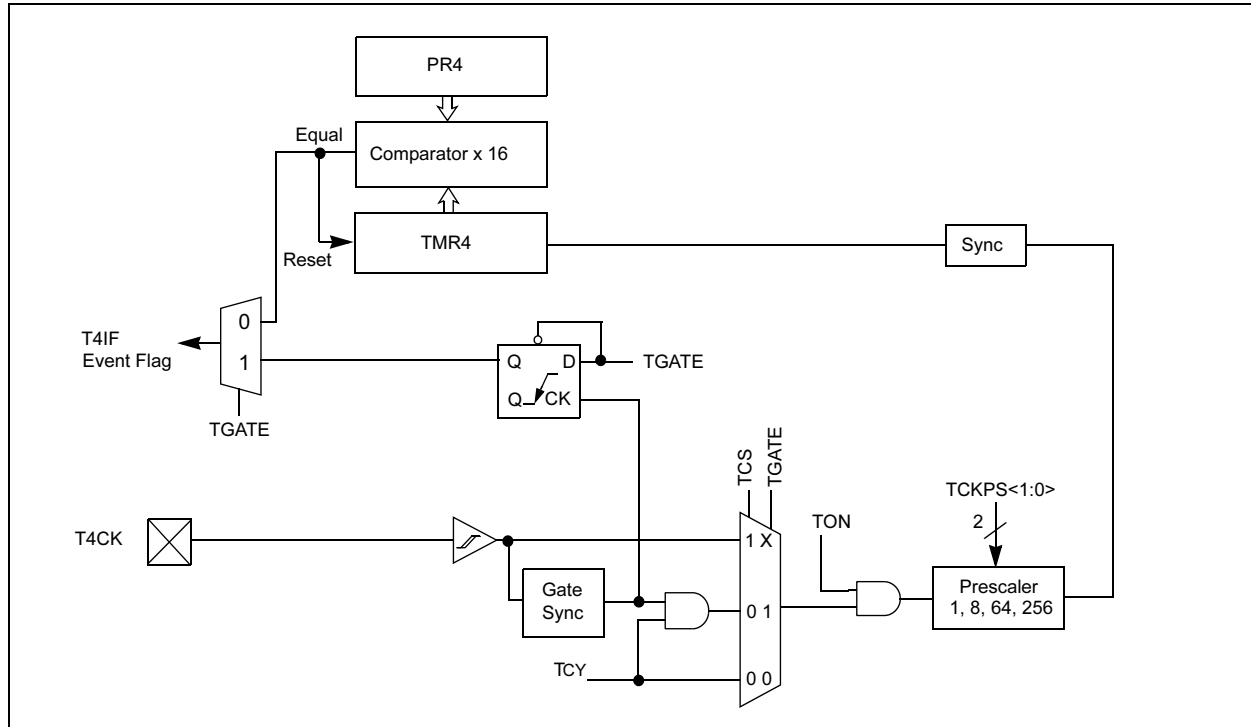 PR4
Equal
Comparator x 16
TMR4
Reset
Sync
0
T4IF
Event Flag
1
Q
D
TGATE
Q
CK
TGATE
TCS
TGATE
TCKPS<1:0>
2
TON
T4CK
1 X
Gate
Sync
0 1
Prescaler
1, 8, 64, 256
TCY
0 0